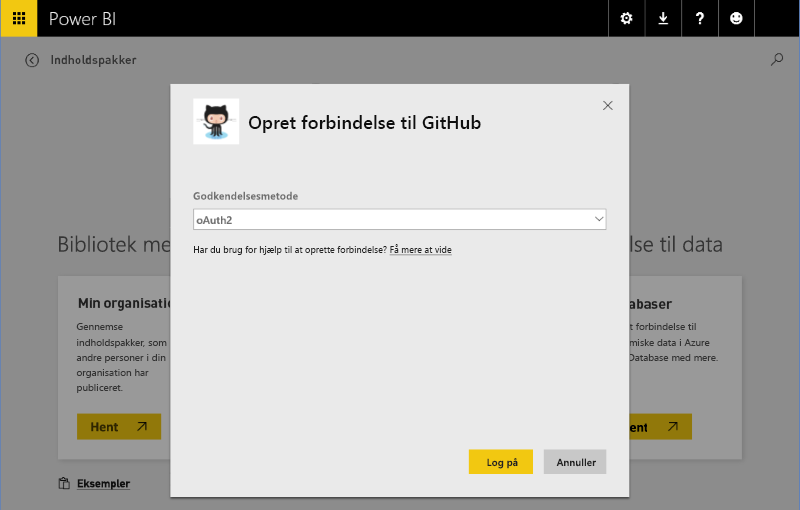 Power BI
?
Indholdspakker
Opret forbindelse til GitHub
Godkendelsesmetode
oAuth2
Har du brug for hjælp til at oprette forbindelse? Få mere at vide
Bibliotek
lse til data
Min organisati
Gennemse
indholdspakker, som
andre personer i din
organisation har
publiceret.
Hent
baser
t forbindelse til
miske data i Azure
Database med mere.
ent
Log på
Annuller
Eksempler